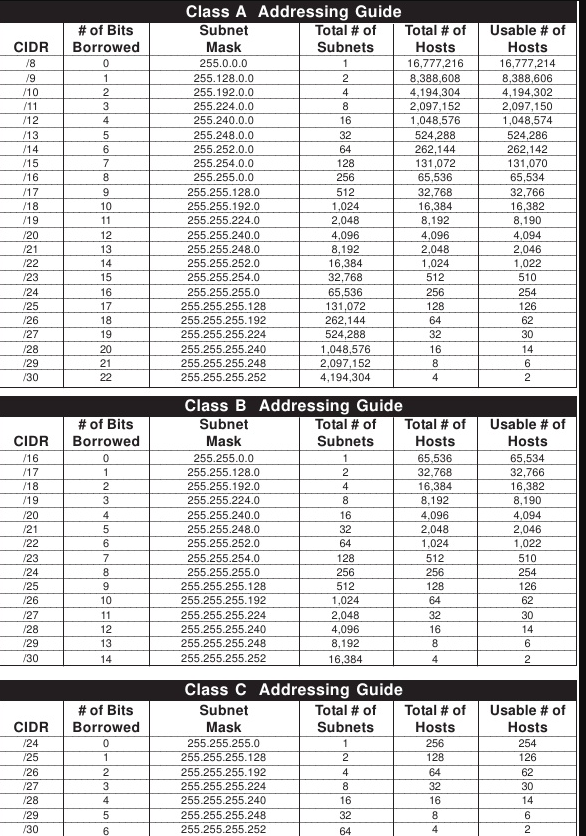 Class A Addressing Guide
# of Bits Subnet Total # of Total # of Usable # of
CIDR Borrowed Mask Subnets Hosts Hosts
/8 0 255.0.0.0 1 16,777,216 16,777,214
/9 1 255.128.0.0 2 8,388,608 8,388,606
/10 2 255.192.0.0 4 4,194,304 4,194,302
/11 3 255.224.0.0 8 2,097,152 2,097,150
/12 4 255.240.0.0 16 1,048,576 1,048,574
/13 5 255.248.0.0 32 524,288 524,286
/14 6 255.252.0.0 64 262,144 262,142
/15 7 255.254.0.0 128 131,072 131,070
/16 8 255.255.0.0 256 65,536 65,534
/17 9 255.255.128.0 512 32,768 32,766
/18 10 255.255.192.0 1,024 16,384 16,382
/19 11 255.255.224.0 2,048 8,192 8,190
/20 12 255.255.240.0 4,096 4,096 4,094
/21 13 255.255.248.0 8,192 2,048 2,046
/22 14 255.255.252.0 16,384 1,024 1,022
/23 15 255.255.254.0 32,768 512 510
/24 16 255.255.255.0 65,536 256 254
/25 17 255.255.255.128 131,072 128 126
/26 18 255.255.255.192 262,144 64 62
/27 19 255.255.255.224 524,288 32 30
/28 20 255.255.255.240 1,048,576 16 14
/29 21 255.255.255.248 2,097,152 8 6
/30 22 255.255.255.252 4,194,304 4 2
Class B Addressing Guide
# of Bits Subnet Total # of Total # of Usable # of
CIDR Borrowed Mask Subnets Hosts Hosts
/16 0 255.255.0.0 1 65,536 65,534
/17 1 255.255.128.0 2 32,768 32,766
/18 2 255.255.192.0 4 16,384 16,382
/19 3 255.255.224.0 8 8,192 8,190
/20 4 255.255.240.0 16 4,096 4,094
/21 5 255.255.248.0 32 2,048 2,046
/22 6 255.255.252.0 64 1,024 1,022
/23 7 255.255.254.0 128 512 510
/24 8 255.255.255.0 256 256 254
/25 9 255.255.255.128 512 128 126
/26 10 255.255.255.192 1,024 64 62
/27 11 255.255.255.224 2,048 32 30
/28 12 255.255.255.240 4,096 16 14
/29 13 255.255.255.248 8,192 8 6
/30 14 255.255.255.252 16,384 4 2
Class C Addressing Guide
# of Bits Subnet Total # of Total # of Usable # of
CIDR Borrowed Mask Subnets Hosts Hosts
/24 0 255.255.255.0 1 256 254
/25 1 255.255.255.128 2 128 126
/26 2 255.255.255.192 4 64 62
/27 3 255.255.255.224 8 32 30
/28 4 255.255.255.240 16 16 14
/29 5 255.255.255.248 32 8 6
/30 6 255.255.255.252 64 4 2